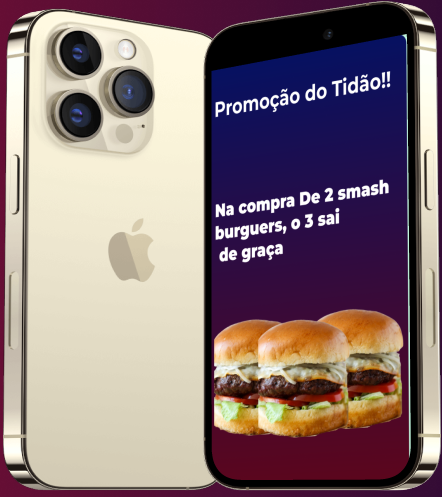 Promoção do Tidão!!
Na compra De 2 smash
burguers, o 3 sai
de graça